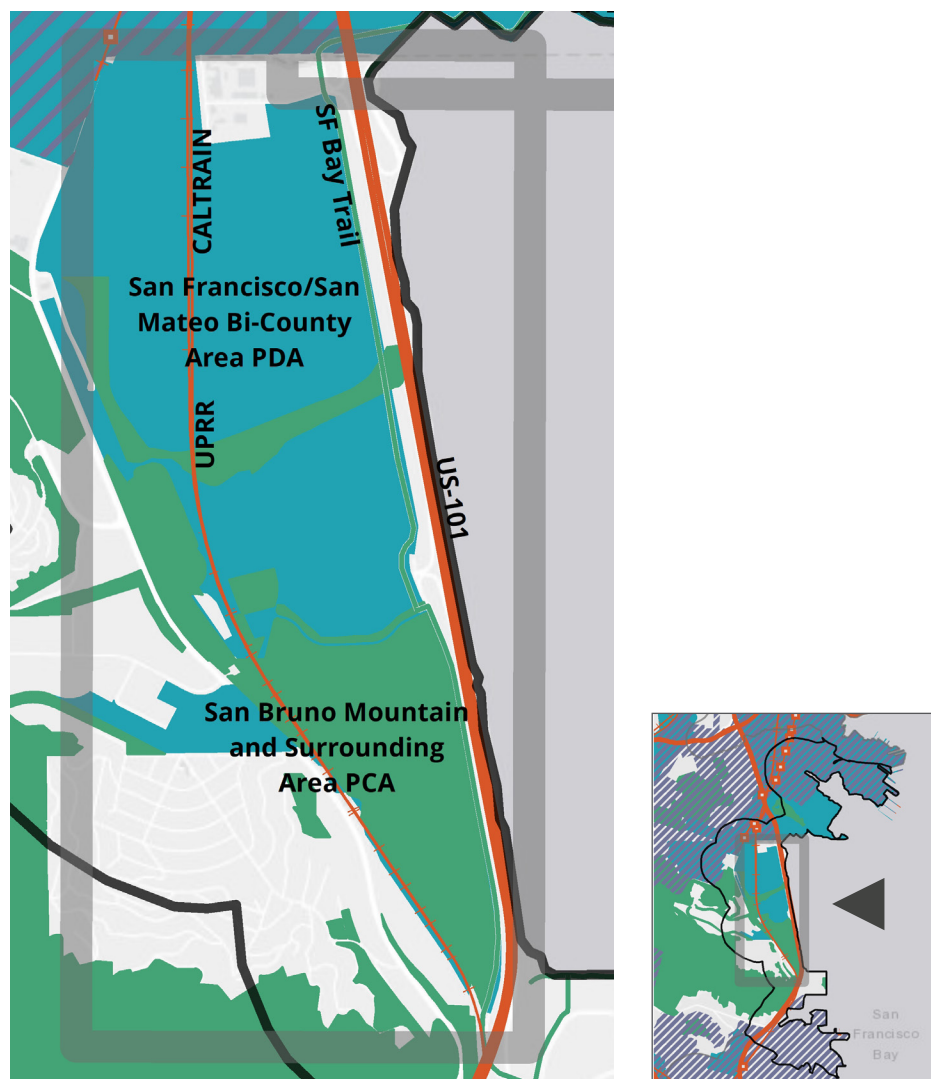 CALTRAIN
SF Bay Trail
San Francisco/San
Mateo Bi-County
Area PDA
UPRR
US-101
San Bruno Mountain
and Surrounding
Area PCA
San
Francisco
Bay